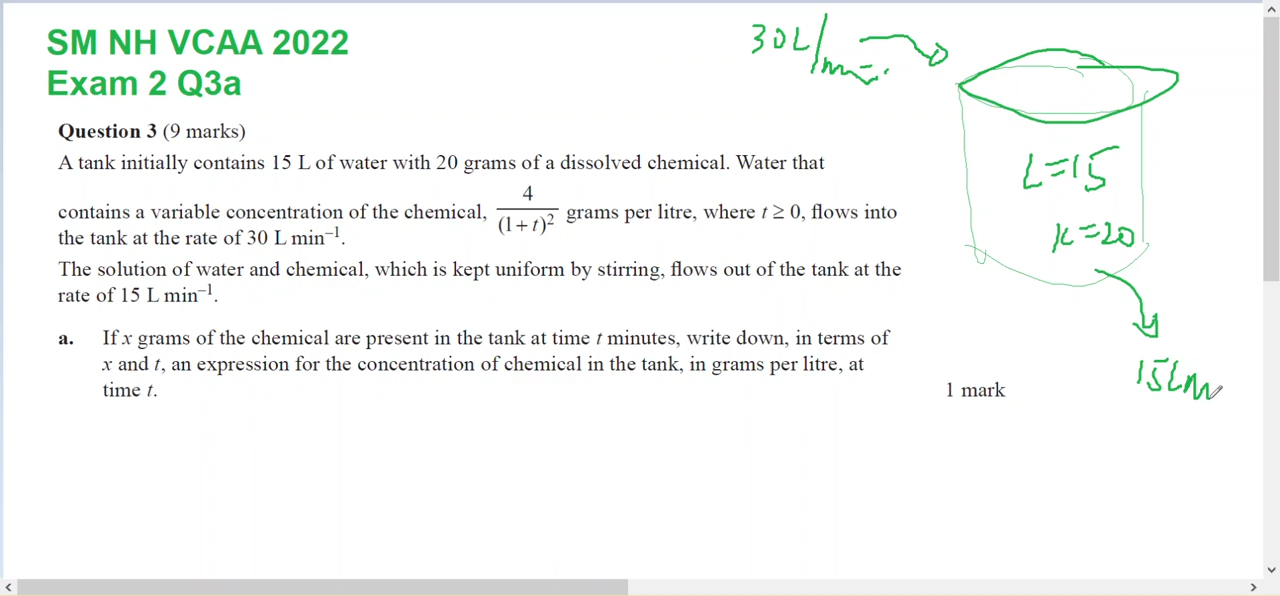 SM NH VCAA 2022
Exam 2 Q3a
Question 3 (9 marks)
A tank initially contains 15 L of water with 20 grams of a dissolved chemical. Water that
contains a variable concentration of the chemical, 4/(1 + t)² grams per litre, where t ≥ 0, flows into
the tank at the rate of 30 L min⁻¹.
The solution of water and chemical, which is kept uniform by stirring, flows out of the tank at the
rate of 15 L min⁻¹.
a. If x grams of the chemical are present in the tank at time t minutes, write down, in terms of
x and t, an expression for the concentration of chemical in the tank, in grams per litre, at
time t.
1 mark
30L/
L=15
x=20
15Lm